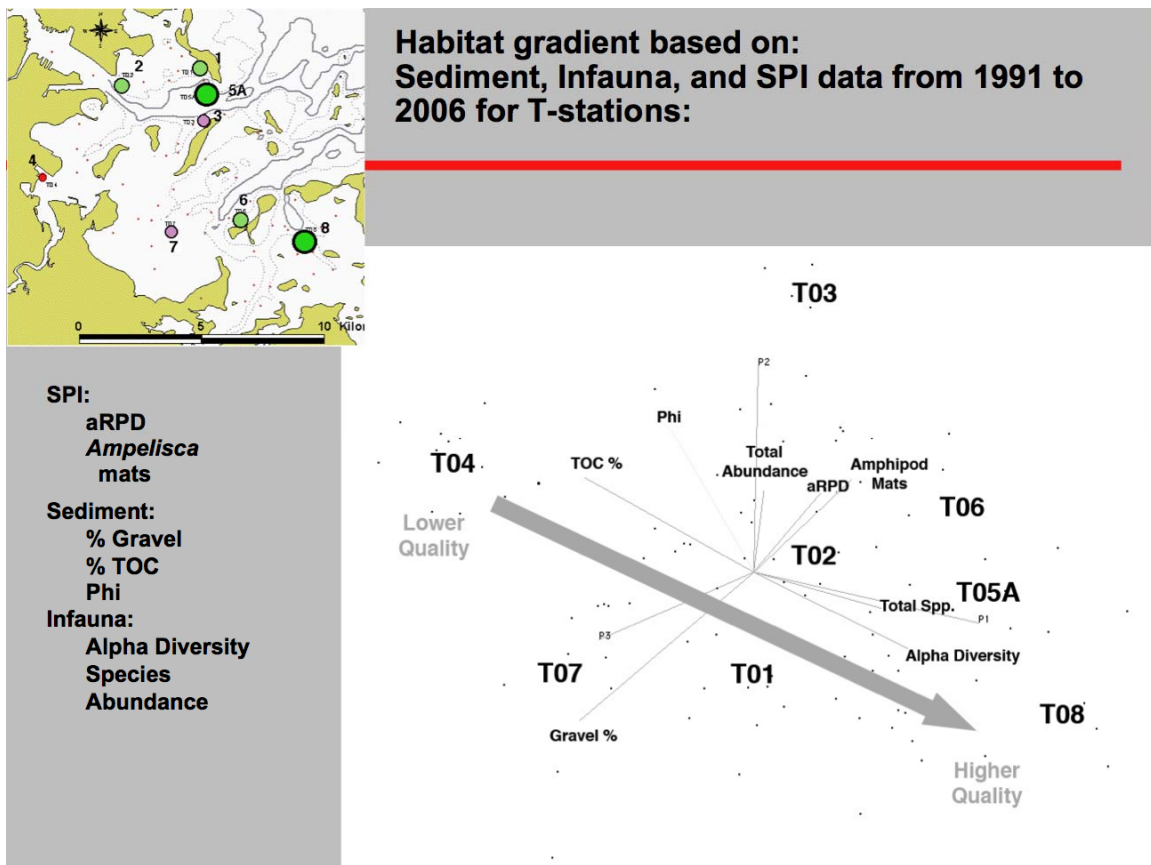 Habitat gradient based on:
Sediment, Infauna, and SPI data from 1991 to
2006 for T-stations:
1
2
5A
3
4
6
7
8
0 5 10
SPI:
aRPD
Ampelisca
mats
Sediment:
% Gravel
% TOC
Phi
Infauna:
Alpha Diversity
Species
Abundance
T03
P2
Phi
Total
Abundance
TOC %
T04
aRPD
Amphipod
Mats
T06
Lower
Quality
T02
T05A
Total Spp.
P1
P3
Alpha Diversity
T07
T01
T08
Gravel %
Higher
Quality